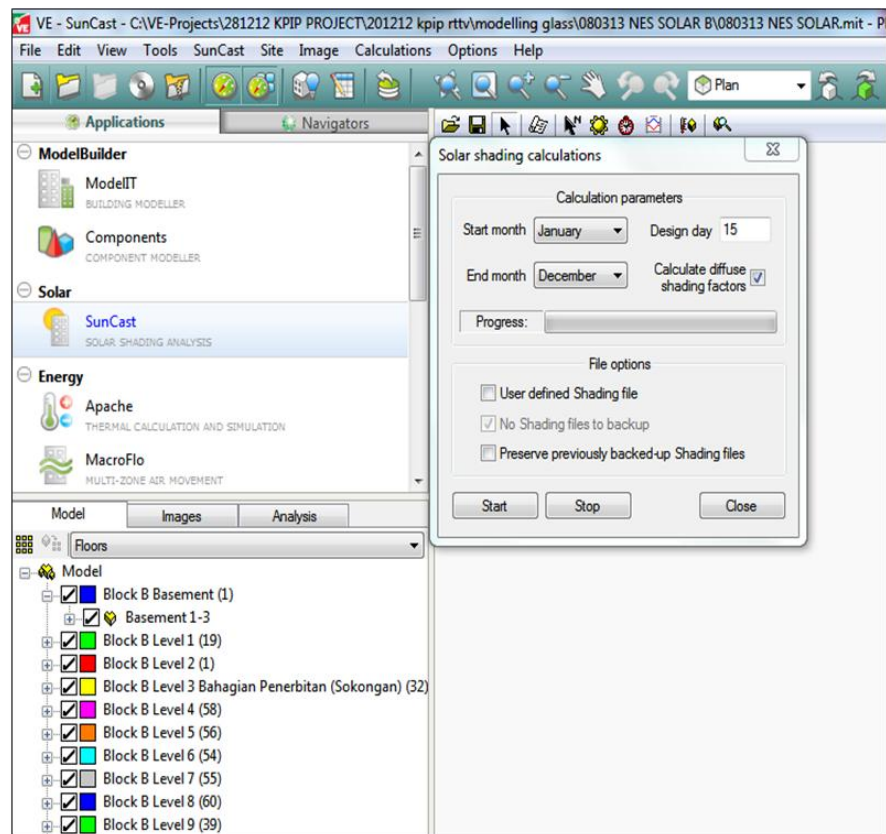 VE - SunCast - C:\VE-Projects\281212 KPIP PROJECT\201212 kpip rttv\modelling glass\080313 NES SOLAR B\080313 NES SOLAR.mit - P
File Edit View Tools SunCast Site Image Calculations Options Help
Plan
Applications
Navigators
ModelBuilder
ModelIT
BUILDING MODELLER
Components
COMPONENT MODELLER
Solar
SunCast
SOLAR SHADING ANALYSIS
Energy
Apache
THERMAL CALCULATION AND SIMULATION
MacroFlo
MULTI-ZONE AIR MOVEMENT
Model Images Analysis
Floors
Model
Block B Basement (1)
Basement 1-3
Block B Level 1 (19)
Block B Level 2 (1)
Block B Level 3 Bahagian Penerbitan (Sokongan) (32)
Block B Level 4 (58)
Block B Level 5 (56)
Block B Level 6 (54)
Block B Level 7 (55)
Block B Level 8 (60)
Block B Level 9 (39)
Solar shading calculations
Calculation parameters
Start month January Design day 15
End month December Calculate diffuse
shading factors
Progress:
File options
User defined Shading file
No Shading files to backup
Preserve previously backed-up Shading files
Start Stop Close